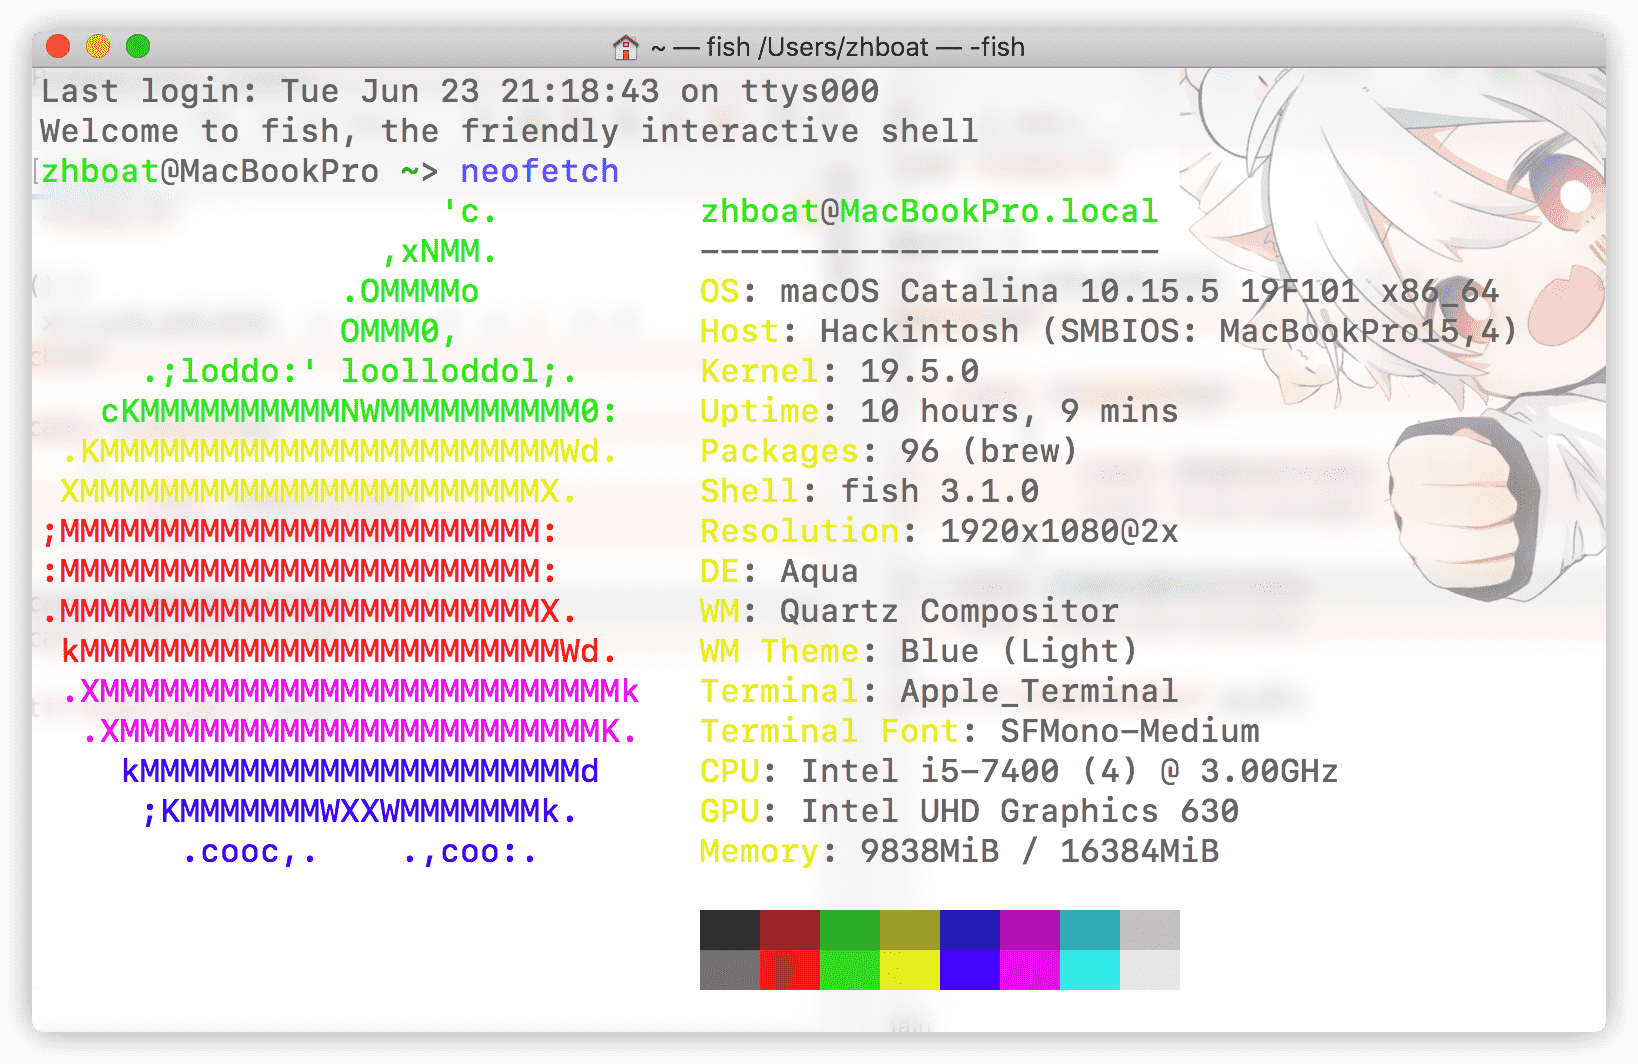 ~ — fish /Users/zhboat — -fish
Last login: Tue Jun 23 21:18:43 on ttys000
Welcome to fish, the friendly interactive shell
zhboat@MacBookPro ~> neofetch
'c. zhboat@MacBookPro.local
,xNMM. -----------------------
.OMMMMo OS: macOS Catalina 10.15.5 19F101 x86_64
OMMM0, Host: Hackintosh (SMBIOS: MacBookPro15,4)
.;loddo:' loolloddol;. Kernel: 19.5.0
cKMMMMMMMMMMNWMMMMMMMMMM0: Uptime: 10 hours, 9 mins
.KMMMMMMMMMMMMMMMMMMMMMMMWd. Packages: 96 (brew)
XMMMMMMMMMMMMMMMMMMMMMMMX. Shell: fish 3.1.0
;MMMMMMMMMMMMMMMMMMMMMMMM: Resolution: 1920x1080@2x
:MMMMMMMMMMMMMMMMMMMMMMMM: DE: Aqua
.MMMMMMMMMMMMMMMMMMMMMMMMX. WM: Quartz Compositor
kMMMMMMMMMMMMMMMMMMMMMMMMWd. WM Theme: Blue (Light)
.XMMMMMMMMMMMMMMMMMMMMMMMMMMk Terminal: Apple_Terminal
.XMMMMMMMMMMMMMMMMMMMMMMMMK. Terminal Font: SFMono-Medium
kMMMMMMMMMMMMMMMMMMMMMMd CPU: Intel i5-7400 (4) @ 3.00GHz
;KMMMMMMMWXXWMMMMMMMk. GPU: Intel UHD Graphics 630
.cooc,. .,coo:. Memory: 9838MiB / 16384MiB